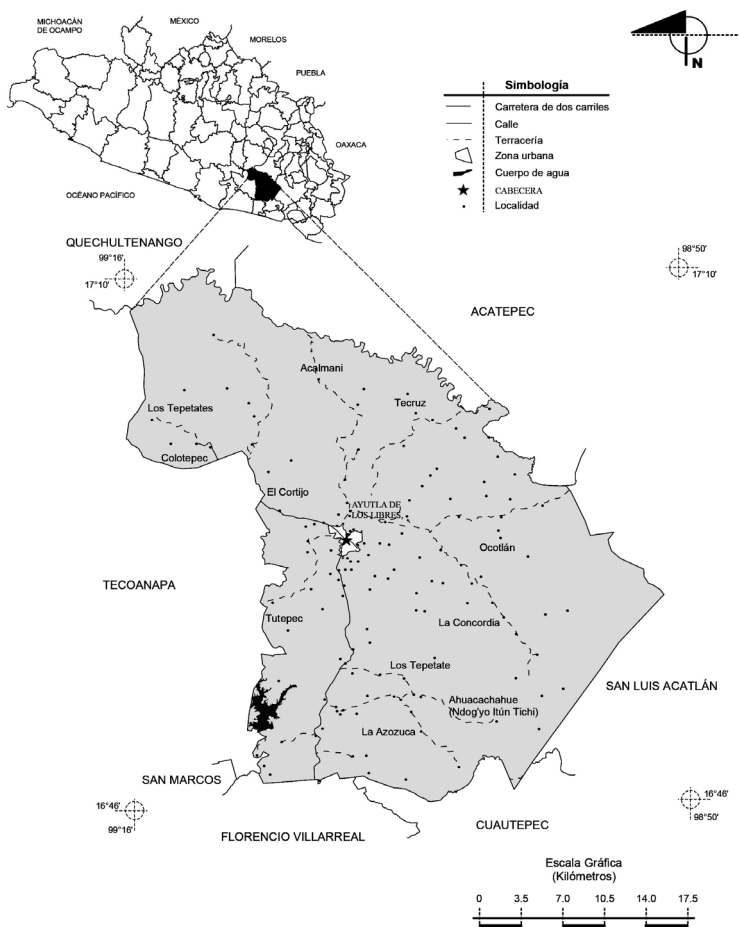 MICHOACÁN
DE OCAMPO
MÉXICO
MORELOS
PUEBLA
OAXACA
OCÉANO PACÍFICO
N
Simbología
Carretera de dos carriles
Calle
Terracería
Zona urbana
Cuerpo de agua
CABECERA
Localidad
QUECHULTENANGO
99°16'
17°10'
98°50'
17°10'
ACATEPEC
Acalmani
Los Tepetates
Tecruz
Colotepec
El Cortijo
AYUTLA DE
LOS LIBRES
Ocotlán
TECOANAPA
Tutepec
La Concordia
Los Tepetate
SAN LUIS ACATLÁN
Ahuacachahue
(Ndog'yo Itún Tichi)
La Azozuca
SAN MARCOS
16°46'
99°16'
16°46'
98°50'
FLORENCIO VILLARREAL
CUAUTEPEC
Escala Gráfica
(Kilómetros)
0 3.5 7.0 10.5 14.0 17.5